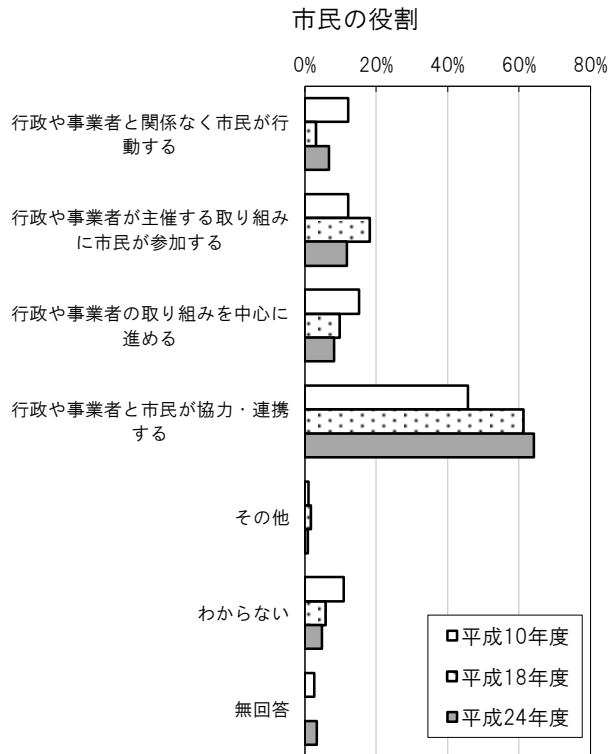 市民の役割
0% 20% 40% 60% 80%
行政や事業者と関係なく市民が行
動する
行政や事業者が主催する取り組み
に市民が参加する
行政や事業者の取り組みを中心に
進める
行政や事業者と市民が協力・連携
する
その他
わからない
無回答
平成10年度
平成18年度
平成24年度